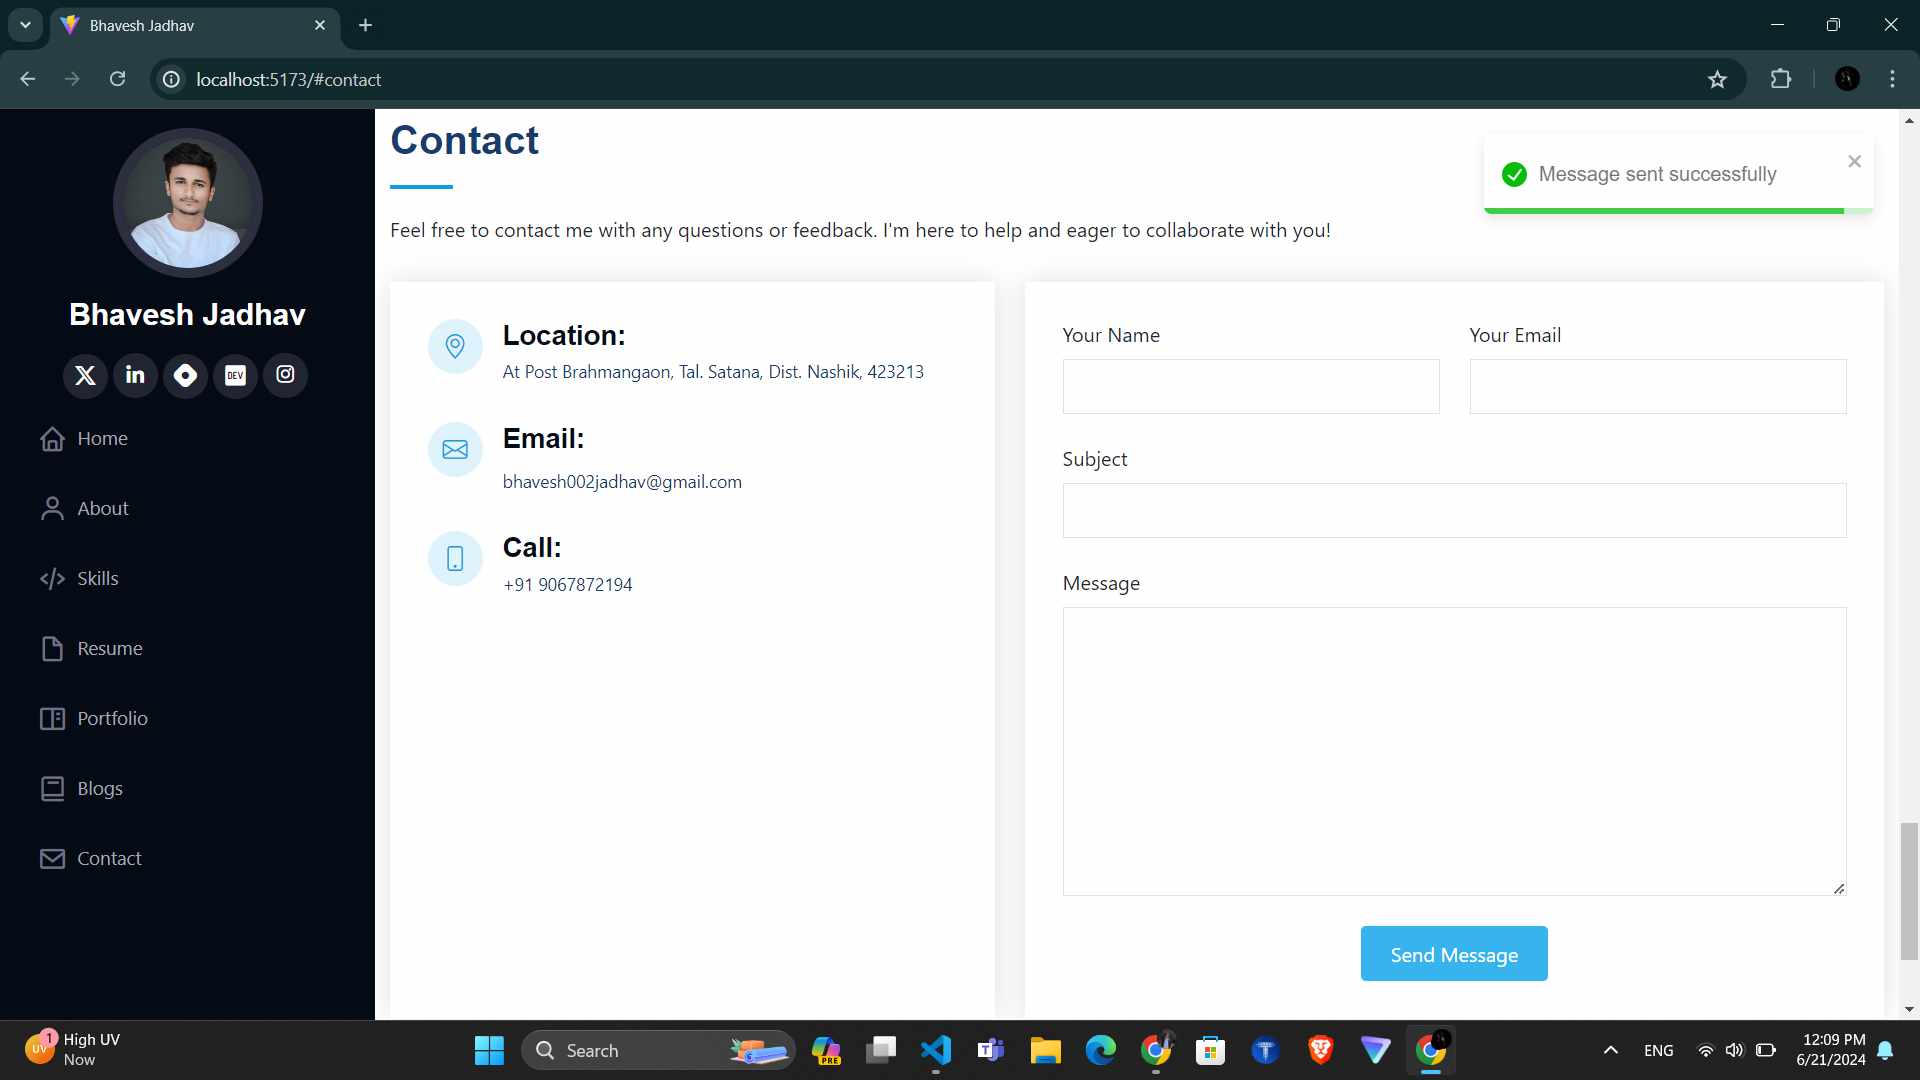 Bhavesh Jadhav
localhost:5173/#contact
Bhavesh Jadhav
DEV
Home
About
Skills
Resume
Portfolio
Blogs
Contact
Contact
Message sent successfully
Feel free to contact me with any questions or feedback. I'm here to help and eager to collaborate with you!
Location:
At Post Brahmangaon, Tal. Satana, Dist. Nashik, 423213
Email:
bhavesh002jadhav@gmail.com
Call:
+91 9067872194
Your Name
Your Email
Subject
Message
Send Message
1
UV
High UV
Now
Search
PRE
ENG
12:09 PM
6/21/2024